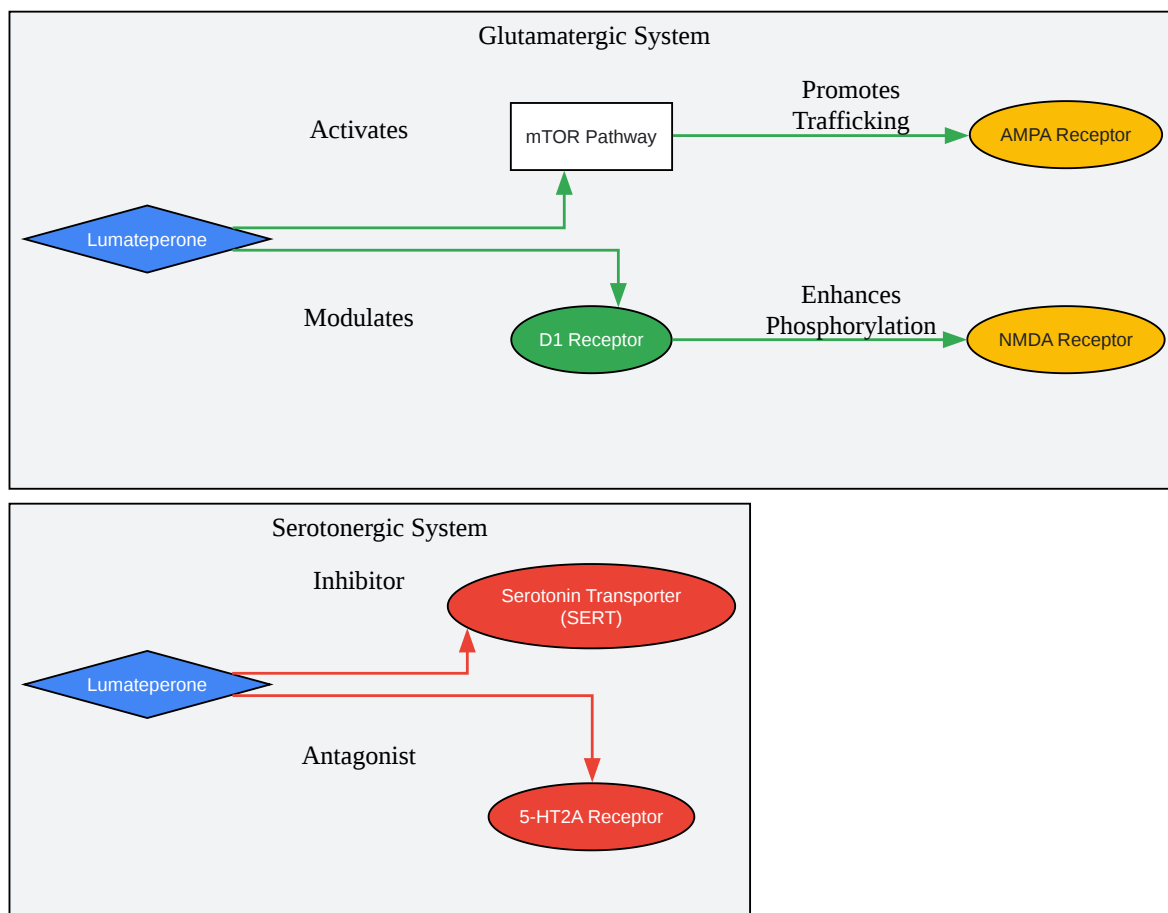 Glutamatergic System
Promotes
Trafficking
Activates
mTOR Pathway
AMPA Receptor
Lumateperone
Modulates
Enhances
Phosphorylation
D1 Receptor
NMDA Receptor
Serotonergic System
Inhibitor
Serotonin Transporter
(SERT)
Lumateperone
Antagonist
5-HT2A Receptor